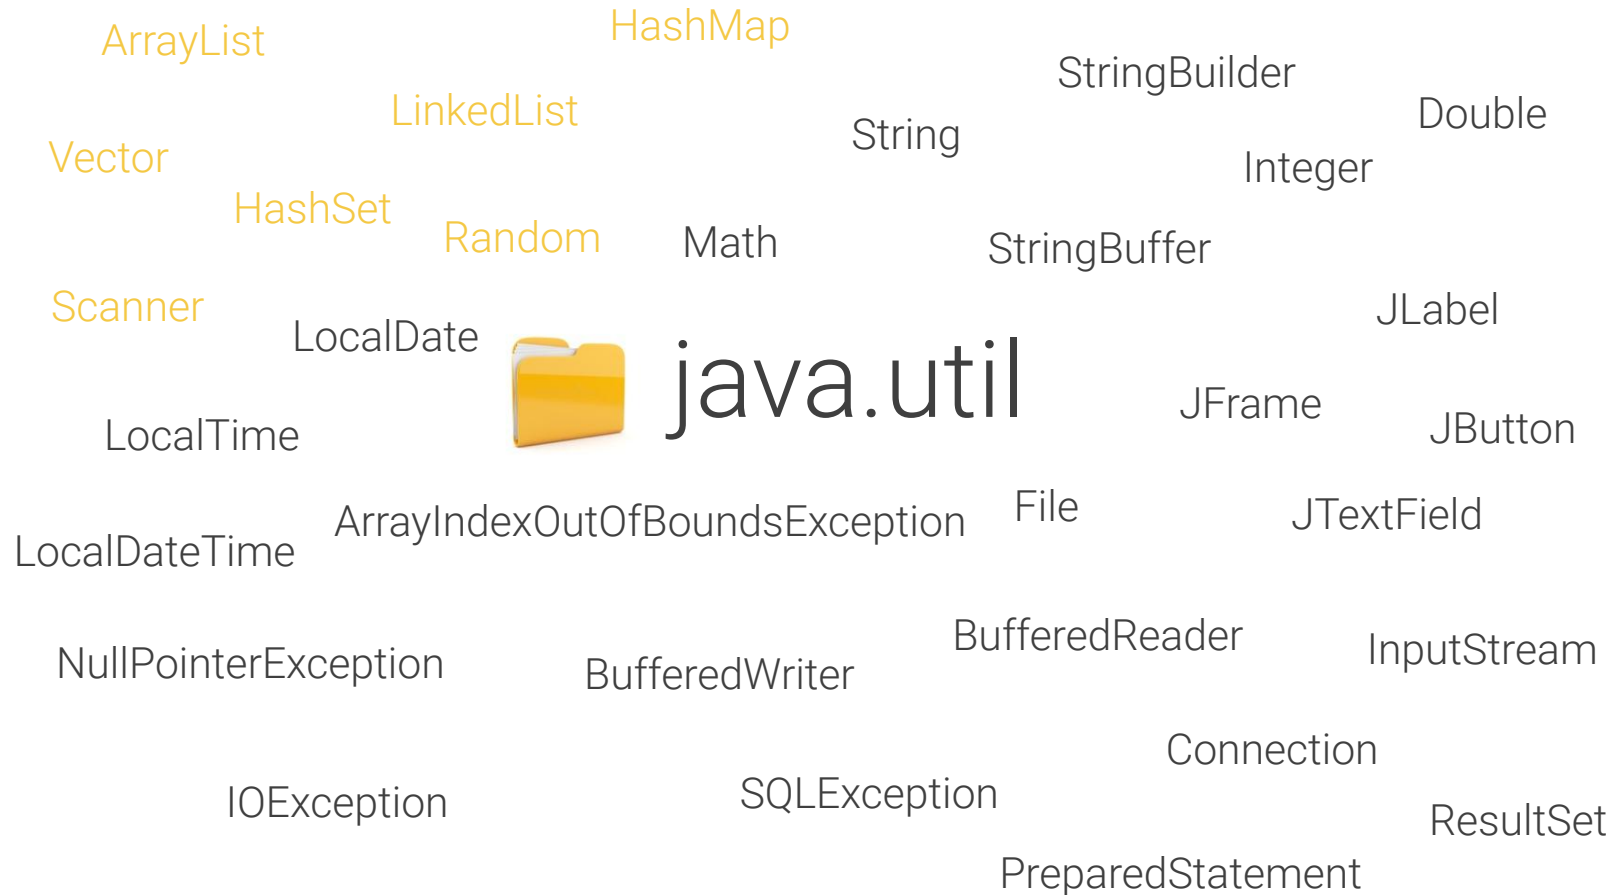 HashMap
ArrayList
StringBuilder
LinkedList
Double
String
Vector
Integer
HashSet
Random
Math
StringBuffer
Scanner
JLabel
LocalDate
java.util
JFrame
JButton
LocalTime
File
JTextField
ArrayIndexOutOfBoundsException
LocalDateTime
BufferedReader
InputStream
NullPointerException
BufferedWriter
Connection
SQLException
IOException
ResultSet
PreparedStatement